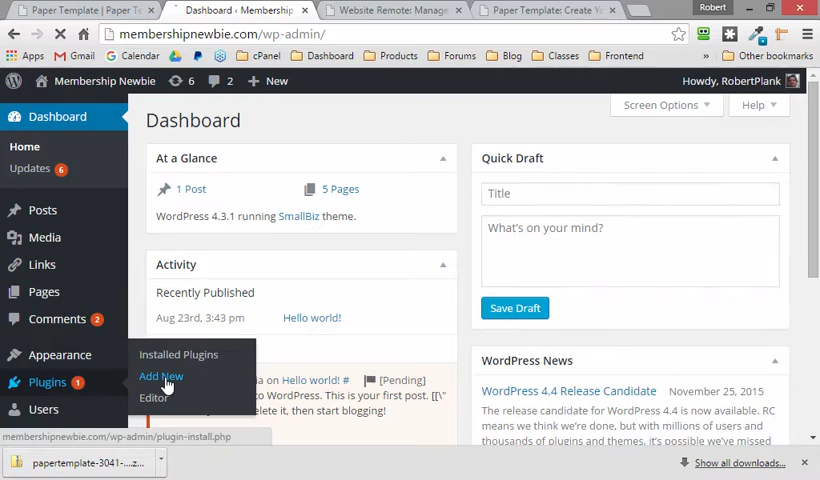 Robert
Paper Template | Paper Te
Dashboard ‹ Membership
Website Remote: Manage
Paper Template: Create Yo
membershipnewbie.com/wp-admin/
Apps Gmail Calendar cPanel Dashboard Products Forums Blog Classes Frontend » Other bookmarks
Membership Newbie 6 2 + New Howdy, RobertPlank
Dashboard
Home
Updates 6
Posts
Media
Links
Pages
Comments 2
Appearance
Plugins 1
Users
Installed Plugins
Add New
Editor
Screen Options
Help
Dashboard
At a Glance
1 Post 5 Pages
WordPress 4.3.1 running SmallBiz theme.
Activity
Recently Published
Aug 23rd, 3:43 pm Hello world!
on Hello world! # [Pending]
to WordPress. This is your first post. [[\"
lete it, then start blogging!
Quick Draft
Title
What's on your mind?
Save Draft
WordPress News
WordPress 4.4 Release Candidate November 25, 2015
The release candidate for WordPress 4.4 is now available. RC
means we think we're done, but with millions of users and
thousands of plugins and themes, it's possible we've missed
membershipnewbie.com/wp-admin/plugin-install.php
papertemplate-3041-....z...
Show all downloads...